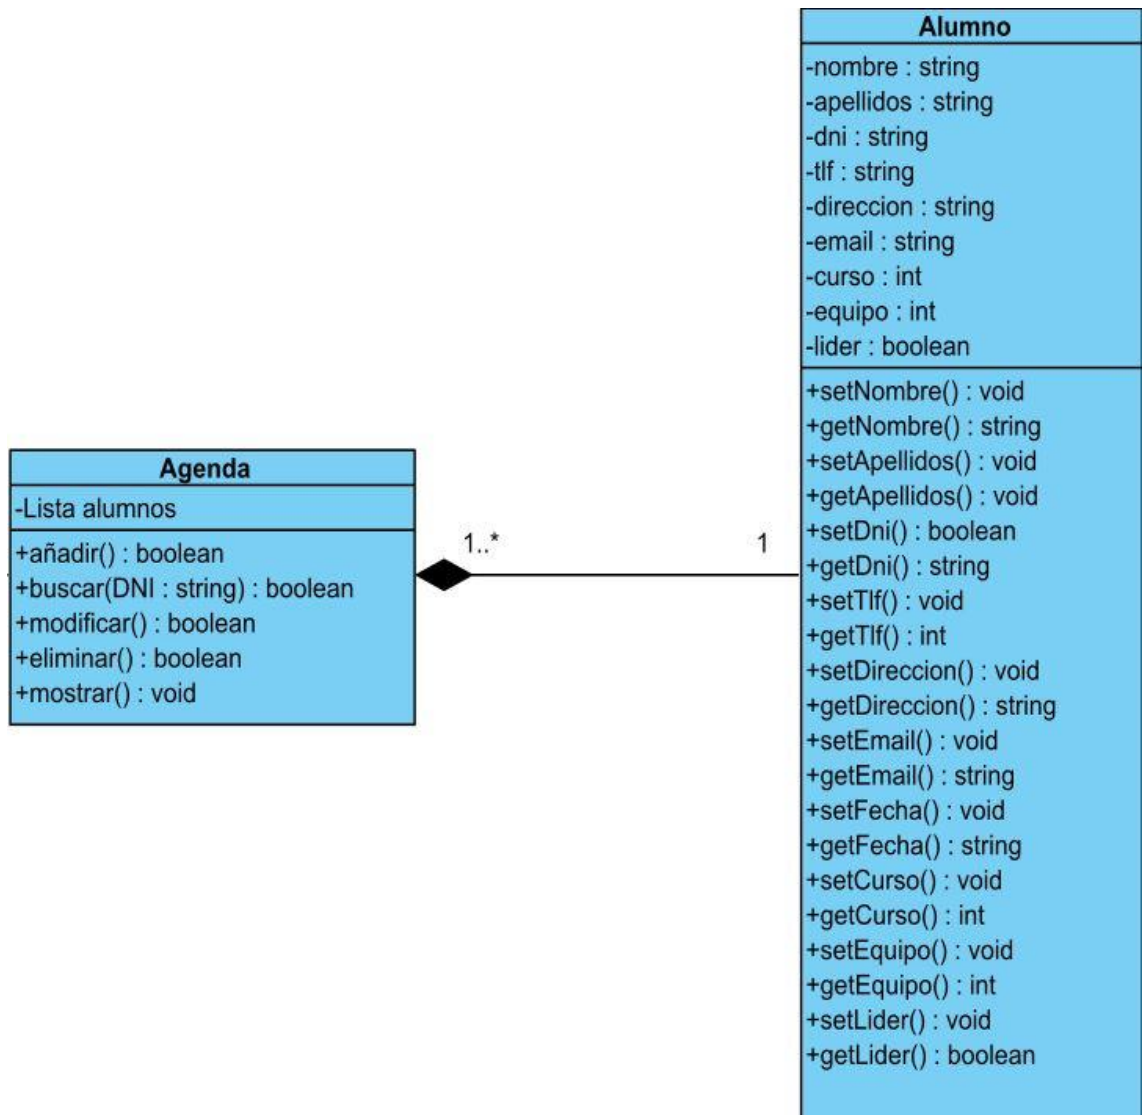 Agenda
-Lista alumnos
+añadir() : boolean
+buscar(DNI : string) : boolean
+modificar() : boolean
+eliminar() : boolean
+mostrar() : void
1..*
1
Alumno
-nombre : string
-apellidos : string
-dni : string
-tlf : string
-direccion : string
-email : string
-curso : int
-equipo : int
-lider : boolean
+setNombre() : void
+getNombre() : string
+setApellidos() : void
+getApellidos() : void
+setDni() : boolean
+getDni() : string
+setTlf() : void
+getTlf() : int
+setDireccion() : void
+getDireccion() : string
+setEmail() : void
+getEmail() : string
+setFecha() : void
+getFecha() : string
+setCurso() : void
+getCurso() : int
+setEquipo() : void
+getEquipo() : int
+setLider() : void
+getLider() : boolean